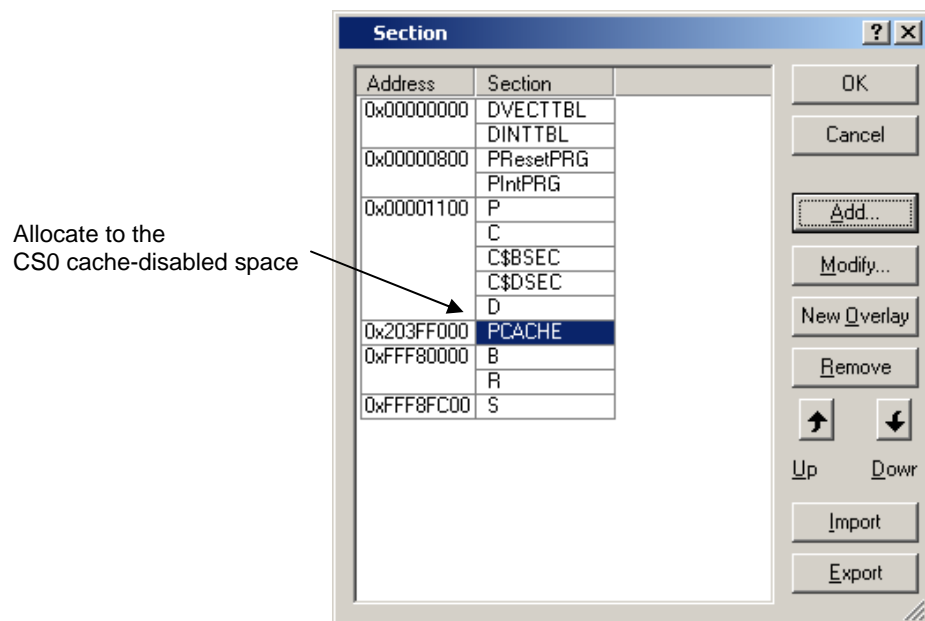 Section
Address Section
0x00000000 DVECTTBL
DINTTBL
0x00000800 PResetPRG
PIntPRG
0x00001100 P
C
C$BSEC
C$DSEC
D
0x203FF000 PCACHE
0xFFF80000 B
R
0xFFF8FC00 S
Allocate to the
CS0 cache-disabled space
OK
Cancel
Add...
Modify...
New Overlay
Remove
Up Dowr
Import
Export